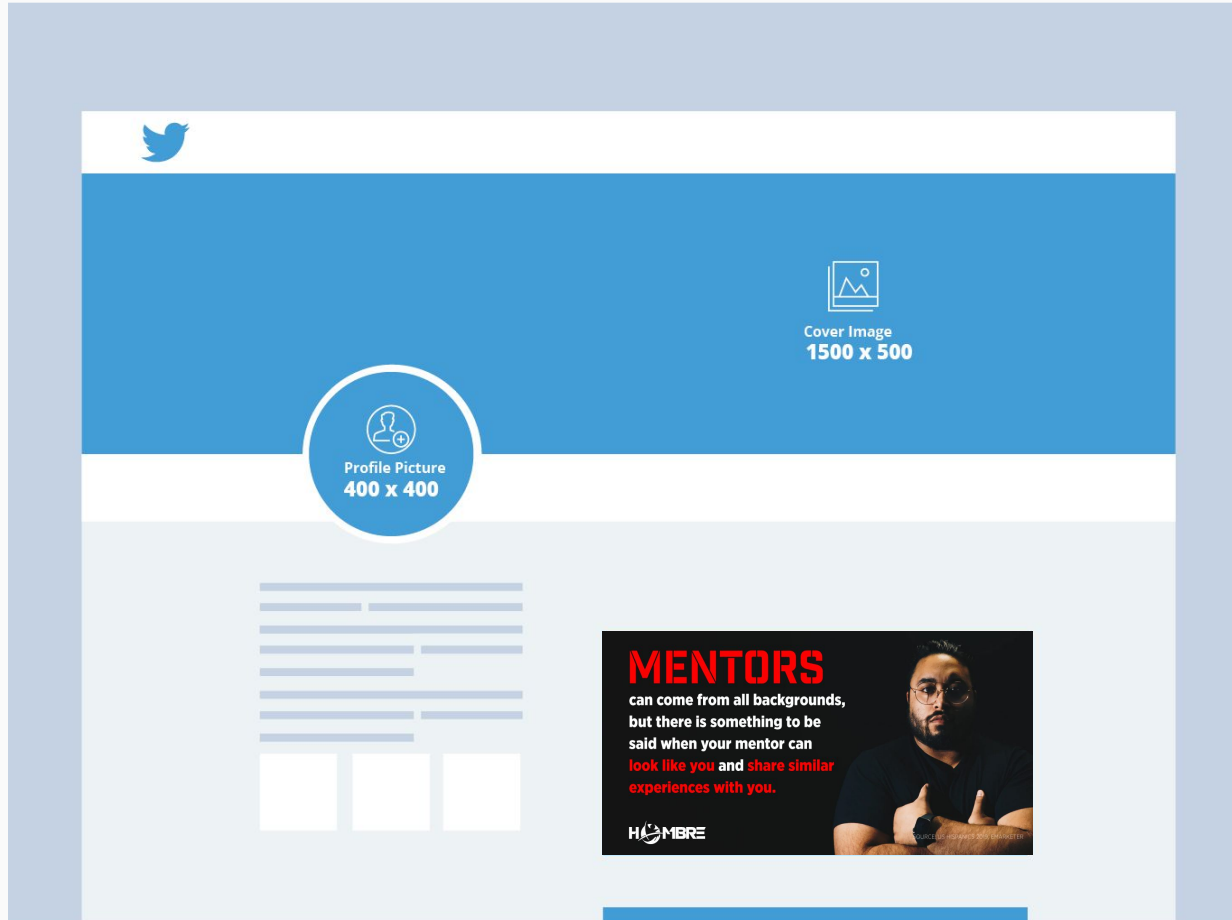 Cover Image
1500 x 500
Profile Picture
400 x 400
MENTORS
can come from all backgrounds,
but there is something to be
said when your mentor can
look like you and share similar
experiences with you.
HOMBRE